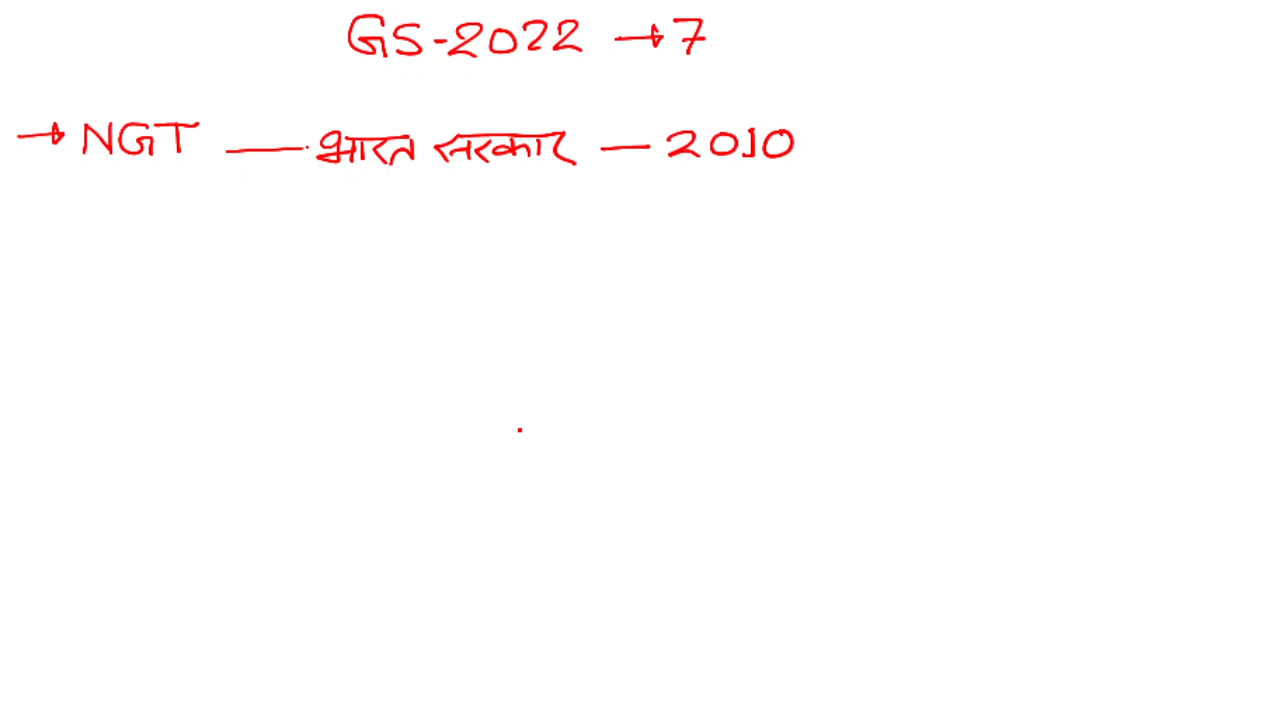 GS-2022 → 7
→ NGT — भारत सरकार — 2010